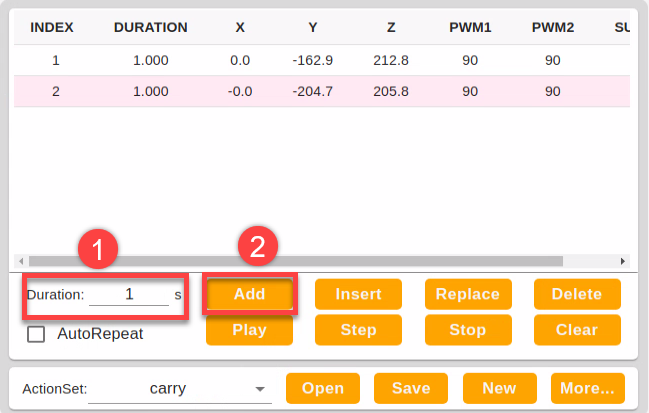 INDEX DURATION X Y Z PWM1 PWM2 SU
1 1.000 0.0 -162.9 212.8 90 90
2 1.000 -0.0 -204.7 205.8 90 90
1 2
Duration: 1 s Add Insert Replace Delete
AutoRepeat Play Step Stop Clear
ActionSet: carry Open Save New More...